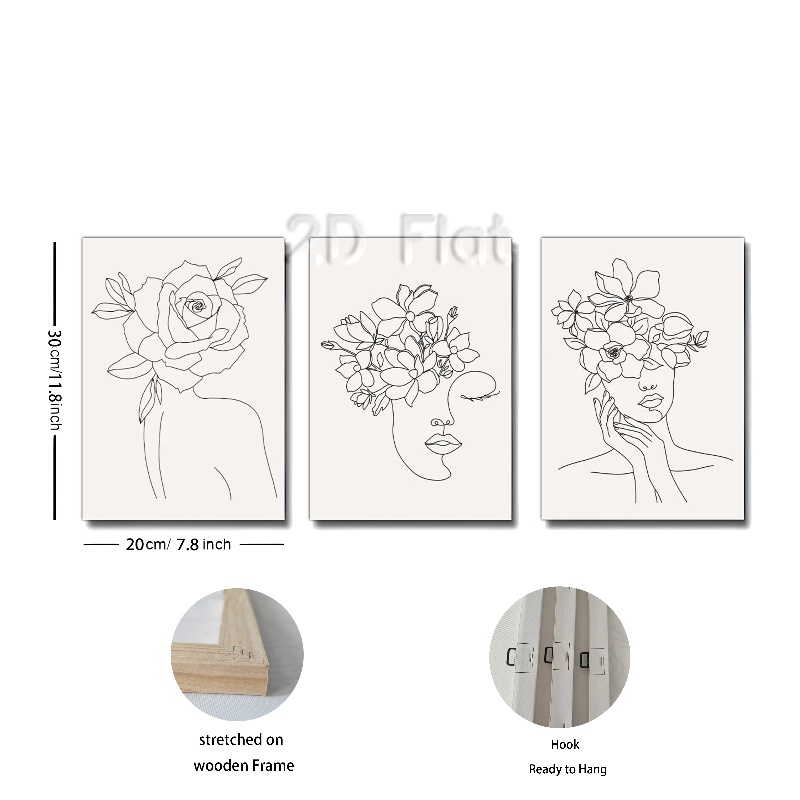 2D Flat
30cm/11.8inch
20cm/ 7.8 inch
stretched on
wooden Frame
Hook
Ready to Hang